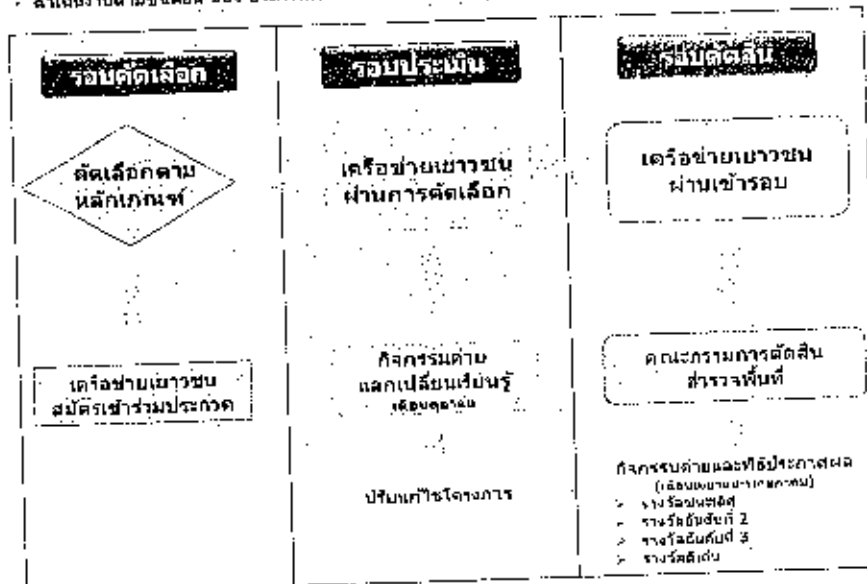 รอบคัดเลือก
คัดเลือกตาม
หลักเกณฑ์
เครือข่ายเยาวชน
สมัครเข้าร่วมประกวด
รอบประเมิน
เครือข่ายเยาวชน
ผ่านการคัดเลือก
กิจกรรมค่าย
แลกเปลี่ยนเรียนรู้
(เดือนตุลาคม)
ปรับแก้ไขโครงการ
รอบตัดสิน
เครือข่ายเยาวชน
ผ่านเข้ารอบ
คณะกรรมการตัดสิน
สำรวจพื้นที่
กิจกรรมค่ายและพิธีประกาศผล
> รางวัลชนะเลิศ
> รางวัลอันดับที่ 2
> รางวัลอันดับที่ 3
> รางวัลดีเด่น